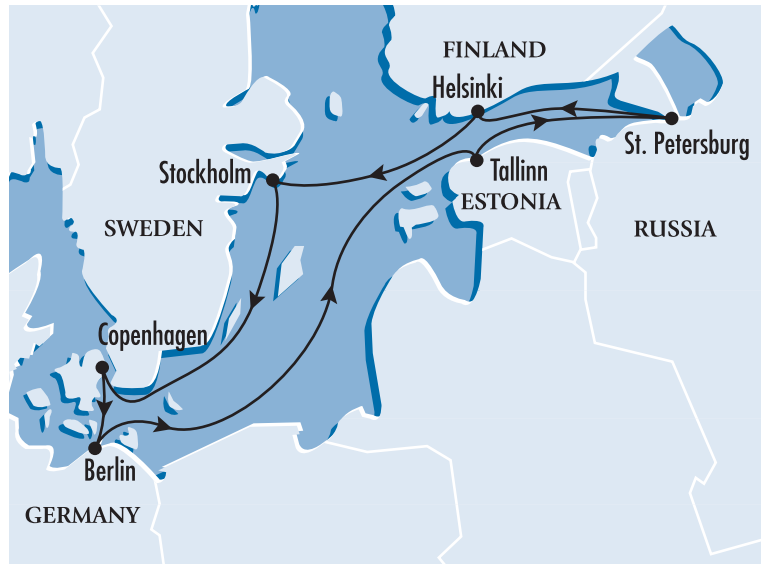 FINLAND
Helsinki
St. Petersburg
Stockholm
Tallinn
ESTONIA
SWEDEN
RUSSIA
Copenhagen
Berlin
GERMANY